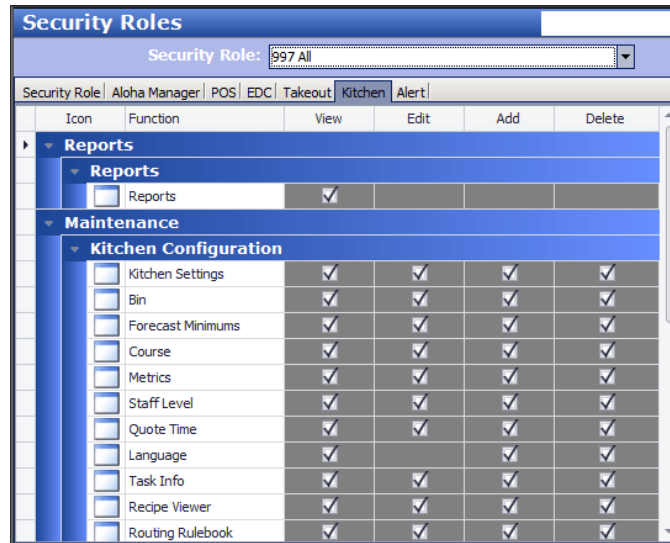 Security Roles
Security Role: 997 All
Security Role Aloha Manager POS EDC Takeout Kitchen Alert
Icon Function View Edit Add Delete
Reports
Reports
Reports
Maintenance
Kitchen Configuration
Kitchen Settings
Bin
Forecast Minimums
Course
Metrics
Staff Level
Quote Time
Language
Task Info
Recipe Viewer
Routing Rulebook